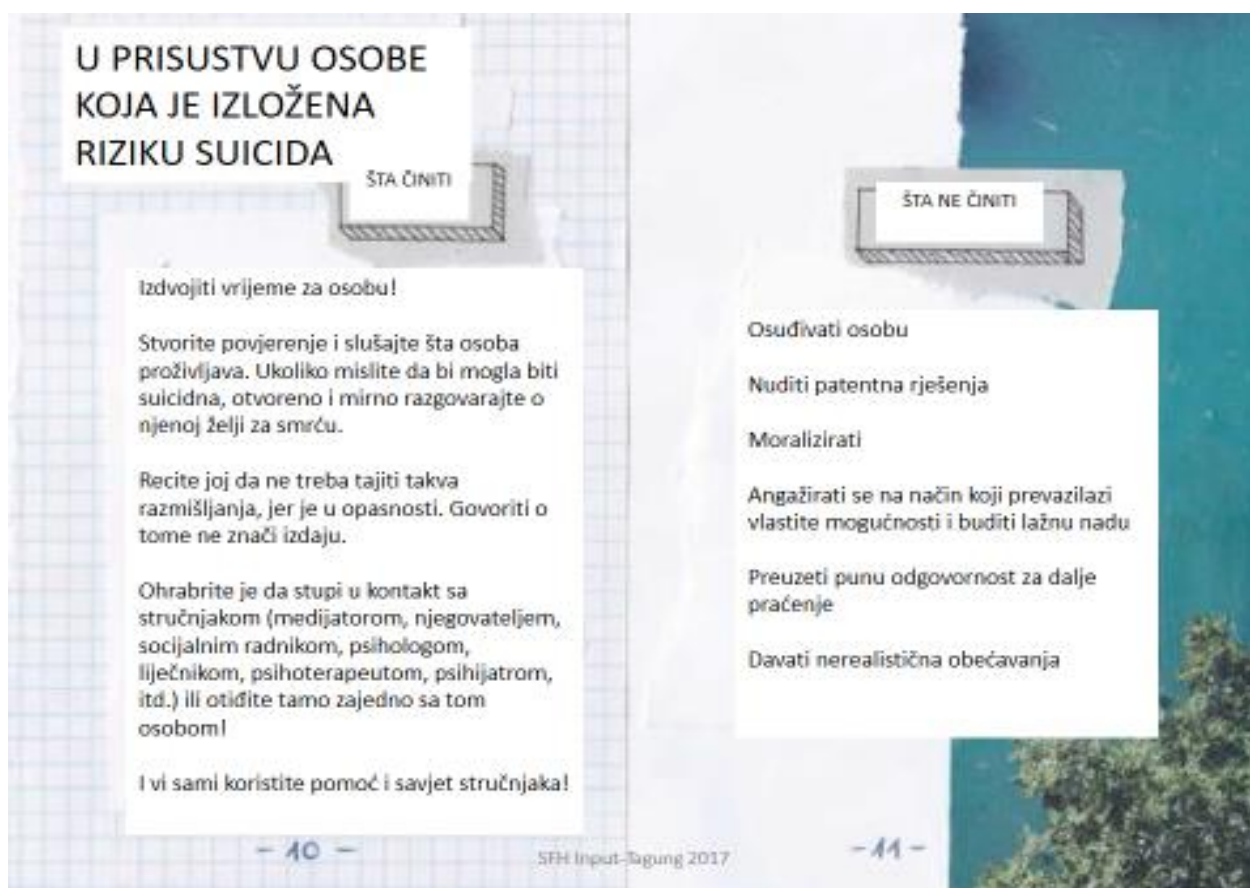 U PRISUSTVU OSOBE
KOJA JE IZLOŽENA
RIZIKU SUICIDA
ŠTA ČINITI
Izdvojiti vrijeme za osobu!
Stvorite povjerenje i slušajte šta osoba
proživljava. Ukoliko mislite da bi mogla biti
suicidna, otvoreno i mirno razgovarajte o
njenoj želji za smrću.
Recite joj da ne treba tajiti takva
razmišljanja, jer je u opasnosti. Govoriti o
tome ne znači izdaju.
Ohrabrite je da stupi u kontakt sa
stručnjakom (medijatorom, njegovateljem,
socijalnim radnikom, psihologom,
liječnikom, psihoterapeutom, psihijatrom,
itd.) ili otiđite tamo zajedno sa tom
osobom!
I vi sami koristite pomoć i savjet stručnjaka!
- 10 -
ŠTA NE ČINITI
Osuđivati osobu
Nuditi patentna rješenja
Moralizirati
Angažirati se na način koji prevazilazi
vlastite mogućnosti i buditi lažnu nadu
Preuzeti punu odgovornost za dalje
praćenje
Davati nerealistična obećavanja
SFH Input-Tagung 2017
- 11 -